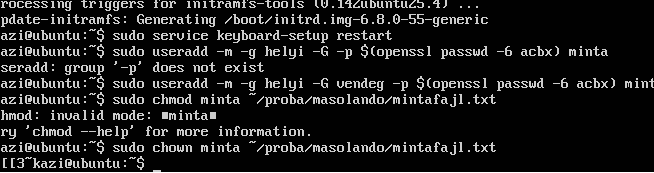 rocessing triggers for initramfs-tools (0.142ubuntu25.4) ...
pdate-initramfs: Generating /boot/initrd.img-6.8.0-55-generic
azi@ubuntu:~$ sudo service keyboard-setup restart
azi@ubuntu:~$ sudo useradd -m -g helyi -G -p $(openssl passwd -6 acbx) minta
seradd: group '-p' does not exist
azi@ubuntu:~$ sudo useradd -m -g helyi -G vendeg -p $(openssl passwd -6 acbx) mint
azi@ubuntu:~$ sudo chmod minta ~/proba/masolando/mintafajl.txt
hmod: invalid mode: ■minta■
ry 'chmod --help' for more information.
azi@ubuntu:~$ sudo chown minta ~/proba/masolando/mintafajl.txt
[[3~kazi@ubuntu:~$ _